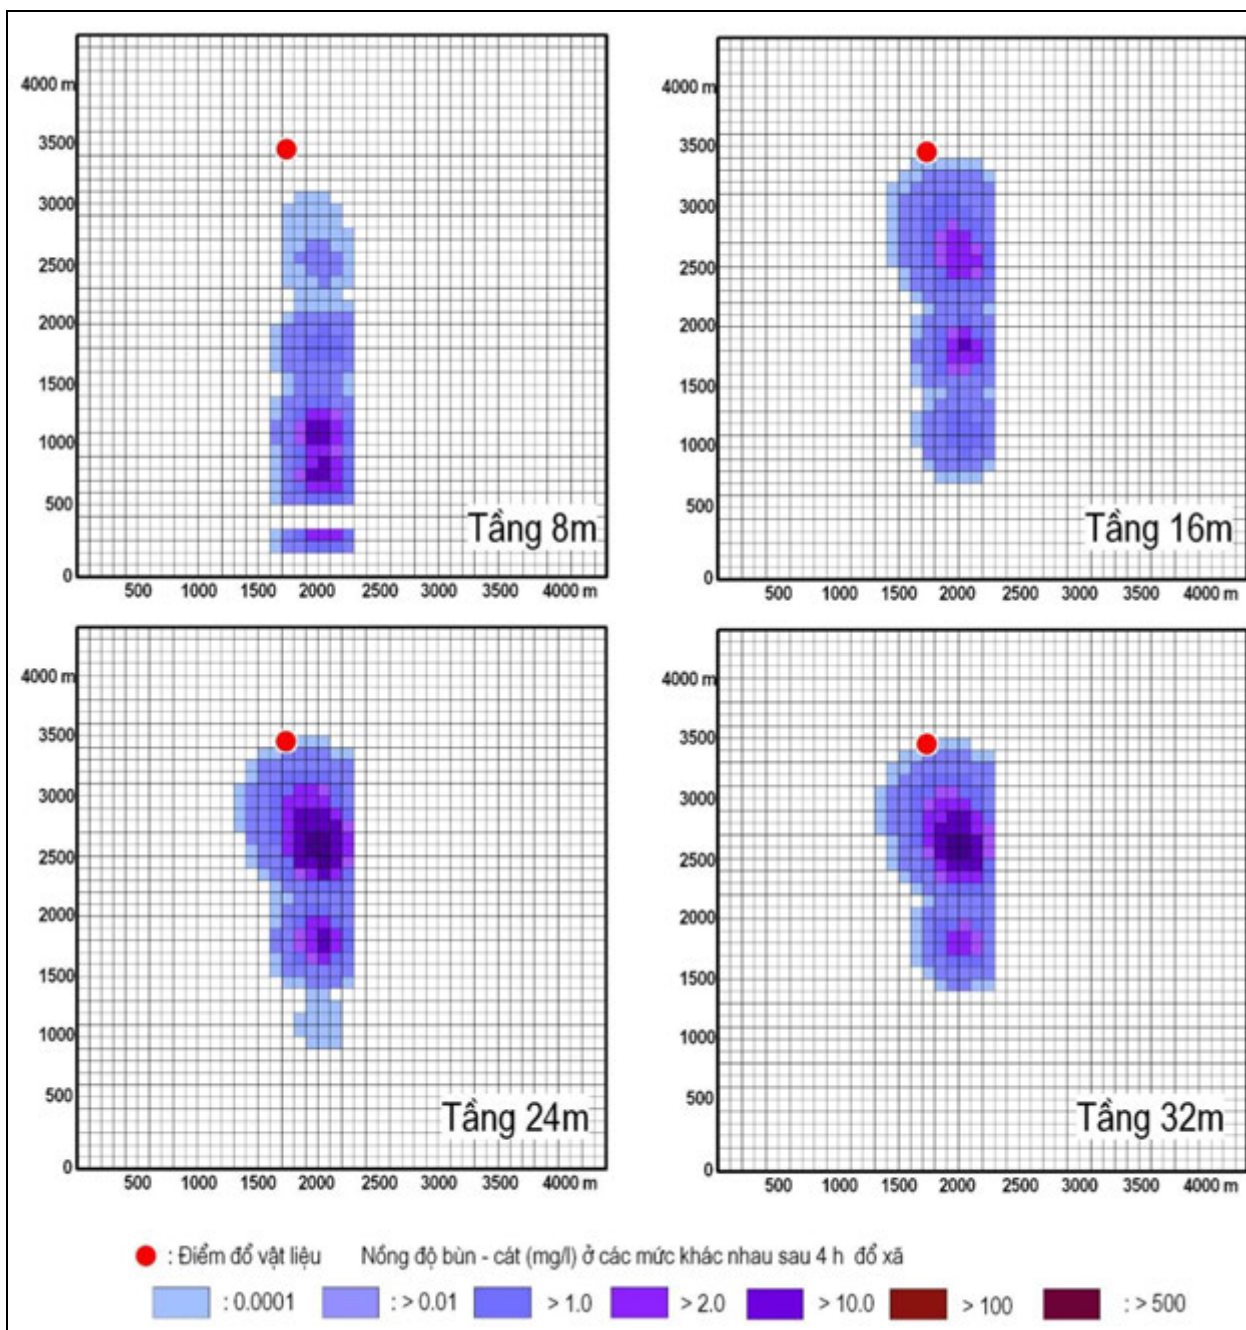 4000 m
3500
3000
2500
2000
1500
1000
500
0
500 1000 1500 2000 2500 3000 3500 4000 m
Tầng 8m
4000 m
3500
3000
2500
2000
1500
1000
500
0
500 1000 1500 2000 2500 3000 3500 4000 m
Tầng 16m
4000 m
3500
3000
2500
2000
1500
1000
500
0
500 1000 1500 2000 2500 3000 3500 4000 m
Tầng 24m
4000 m
3500
3000
2500
2000
1500
1000
500
0
500 1000 1500 2000 2500 3000 3500 4000 m
Tầng 32m
: Điểm đổ vật liệu Nồng độ bùn - cát (mg/l) ở các mức khác nhau sau 4 h đổ xã
: 0.0001 : > 0.01 > 1.0 > 2.0 > 10.0 > 100 : > 500